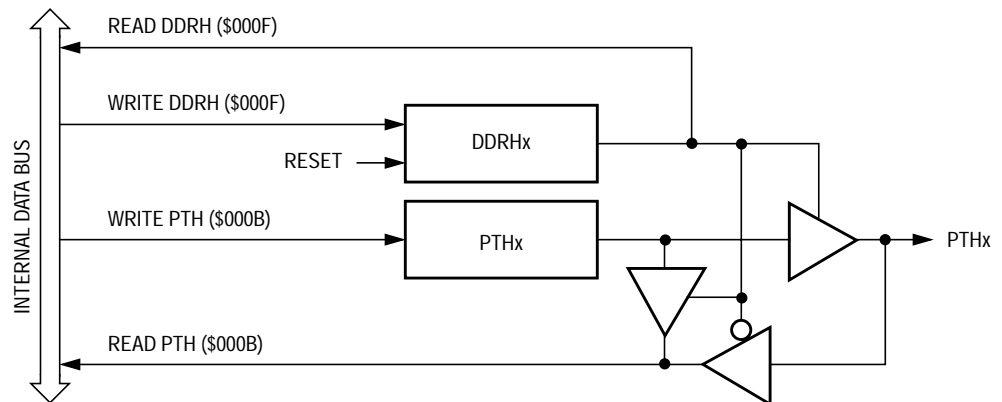 READ DDRH ($000F)
WRITE DDRH ($000F)
DDRHx
RESET
WRITE PTH ($000B)
PTHx
PTHx
READ PTH ($000B)
INTERNAL DATA BUS